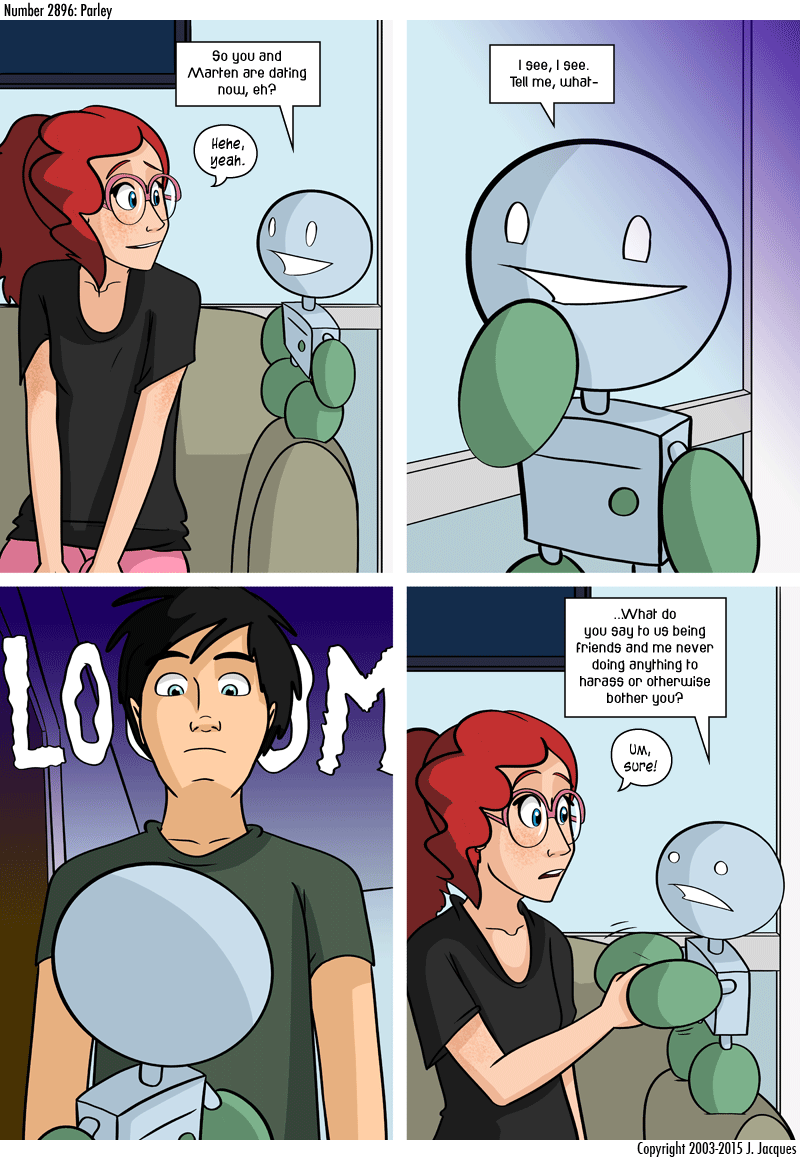 Number 2896: Parley
So you and
Marten are dating
now, eh?
Hehe,
yeah.
I see, I see.
Tell me, what-
LOOM
...What do
you say to us being
friends and me never
doing anything to
harass or otherwise
bother you?
Um,
sure!
Copyright 2003-2015 J. Jacques